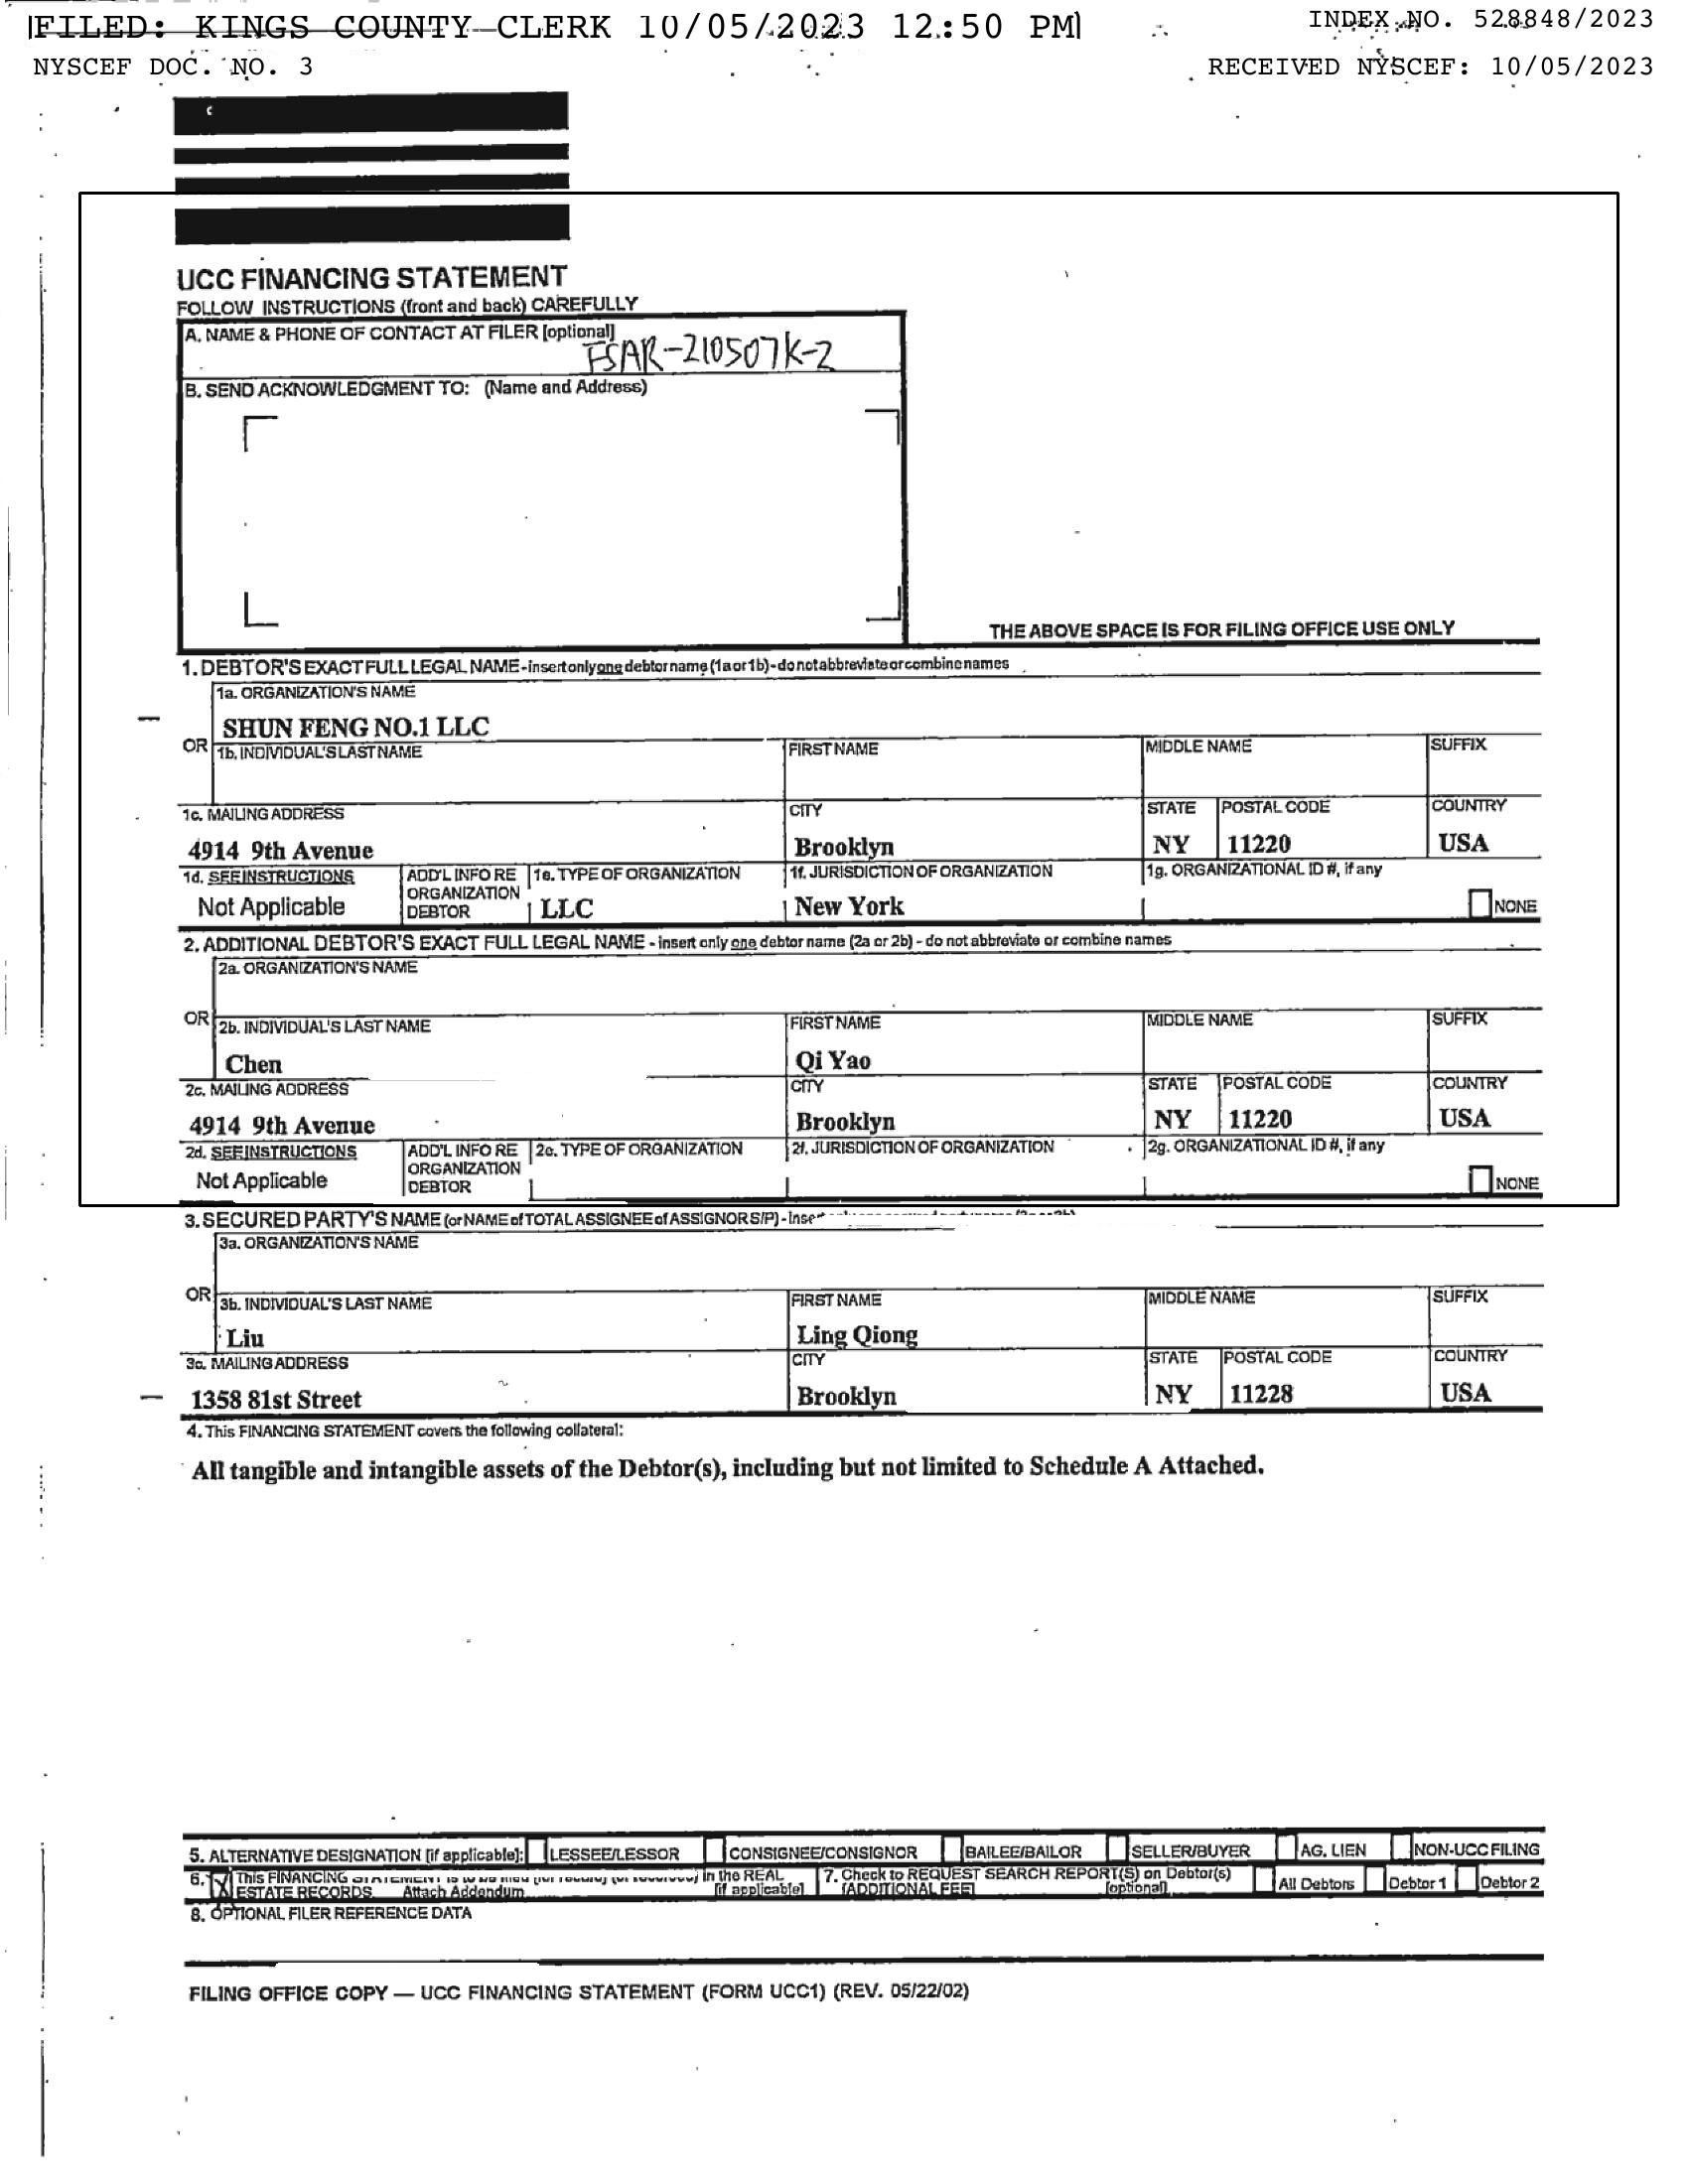 FILED: KINGS COUNTY CLERK 10/05/2023 12:50 PM
INDEX NO. 528848/2023
NYSCEF DOC. NO. 3
RECEIVED NYSCEF: 10/05/2023
UCC FINANCING STATEMENT
FOLLOW INSTRUCTIONS (front and back) CAREFULLY
A. NAME & PHONE OF CONTACT AT FILER [optional]
FSAR-210507K-2
B. SEND ACKNOWLEDGMENT TO: (Name and Address)
THE ABOVE SPACE IS FOR FILING OFFICE USE ONLY
1. DEBTOR'S EXACT FULL LEGAL NAME - insert only one debtor name (1a or 1b) - do not abbreviate or combine names
1a. ORGANIZATION'S NAME
SHUN FENG NO.1 LLC
OR
1b. INDIVIDUAL'S LAST NAME FIRST NAME MIDDLE NAME SUFFIX
1c. MAILING ADDRESS CITY STATE POSTAL CODE COUNTRY
4914 9th Avenue Brooklyn NY 11220 USA
1d. SEE INSTRUCTIONS ADD'L INFO RE ORGANIZATION DEBTOR 1e. TYPE OF ORGANIZATION 1f. JURISDICTION OF ORGANIZATION 1g. ORGANIZATIONAL ID #, if any
Not Applicable LLC New York NONE
2. ADDITIONAL DEBTOR'S EXACT FULL LEGAL NAME - insert only one debtor name (2a or 2b) - do not abbreviate or combine names
2a. ORGANIZATION'S NAME
OR
2b. INDIVIDUAL'S LAST NAME FIRST NAME MIDDLE NAME SUFFIX
Chen Qi Yao
2c. MAILING ADDRESS CITY STATE POSTAL CODE COUNTRY
4914 9th Avenue Brooklyn NY 11220 USA
2d. SEE INSTRUCTIONS ADD'L INFO RE ORGANIZATION DEBTOR 2e. TYPE OF ORGANIZATION 2f. JURISDICTION OF ORGANIZATION 2g. ORGANIZATIONAL ID #, if any
Not Applicable NONE
3. SECURED PARTY'S NAME (or NAME of TOTAL ASSIGNEE of ASSIGNOR S/P) -
3a. ORGANIZATION'S NAME
OR
3b. INDIVIDUAL'S LAST NAME FIRST NAME MIDDLE NAME SUFFIX
Liu Ling Qiong
3c. MAILING ADDRESS CITY STATE POSTAL CODE COUNTRY
1358 81st Street Brooklyn NY 11228 USA
4. This FINANCING STATEMENT covers the following collateral:
All tangible and intangible assets of the Debtor(s), including but not limited to Schedule A Attached.
5. ALTERNATIVE DESIGNATION [if applicable]: LESSEE/LESSOR CONSIGNEE/CONSIGNOR BAILEE/BAILOR SELLER/BUYER AG. LIEN NON-UCC FILING
6. X This FINANCING in the REAL
ESTATE RECORDS. Attach Addendum [if applicable]
7. Check to REQUEST SEARCH REPORT(S) on Debtor(s)
[ADDITIONAL FEE] [optional] All Debtors Debtor 1 Debtor 2
8. OPTIONAL FILER REFERENCE DATA
FILING OFFICE COPY — UCC FINANCING STATEMENT (FORM UCC1) (REV. 05/22/02)